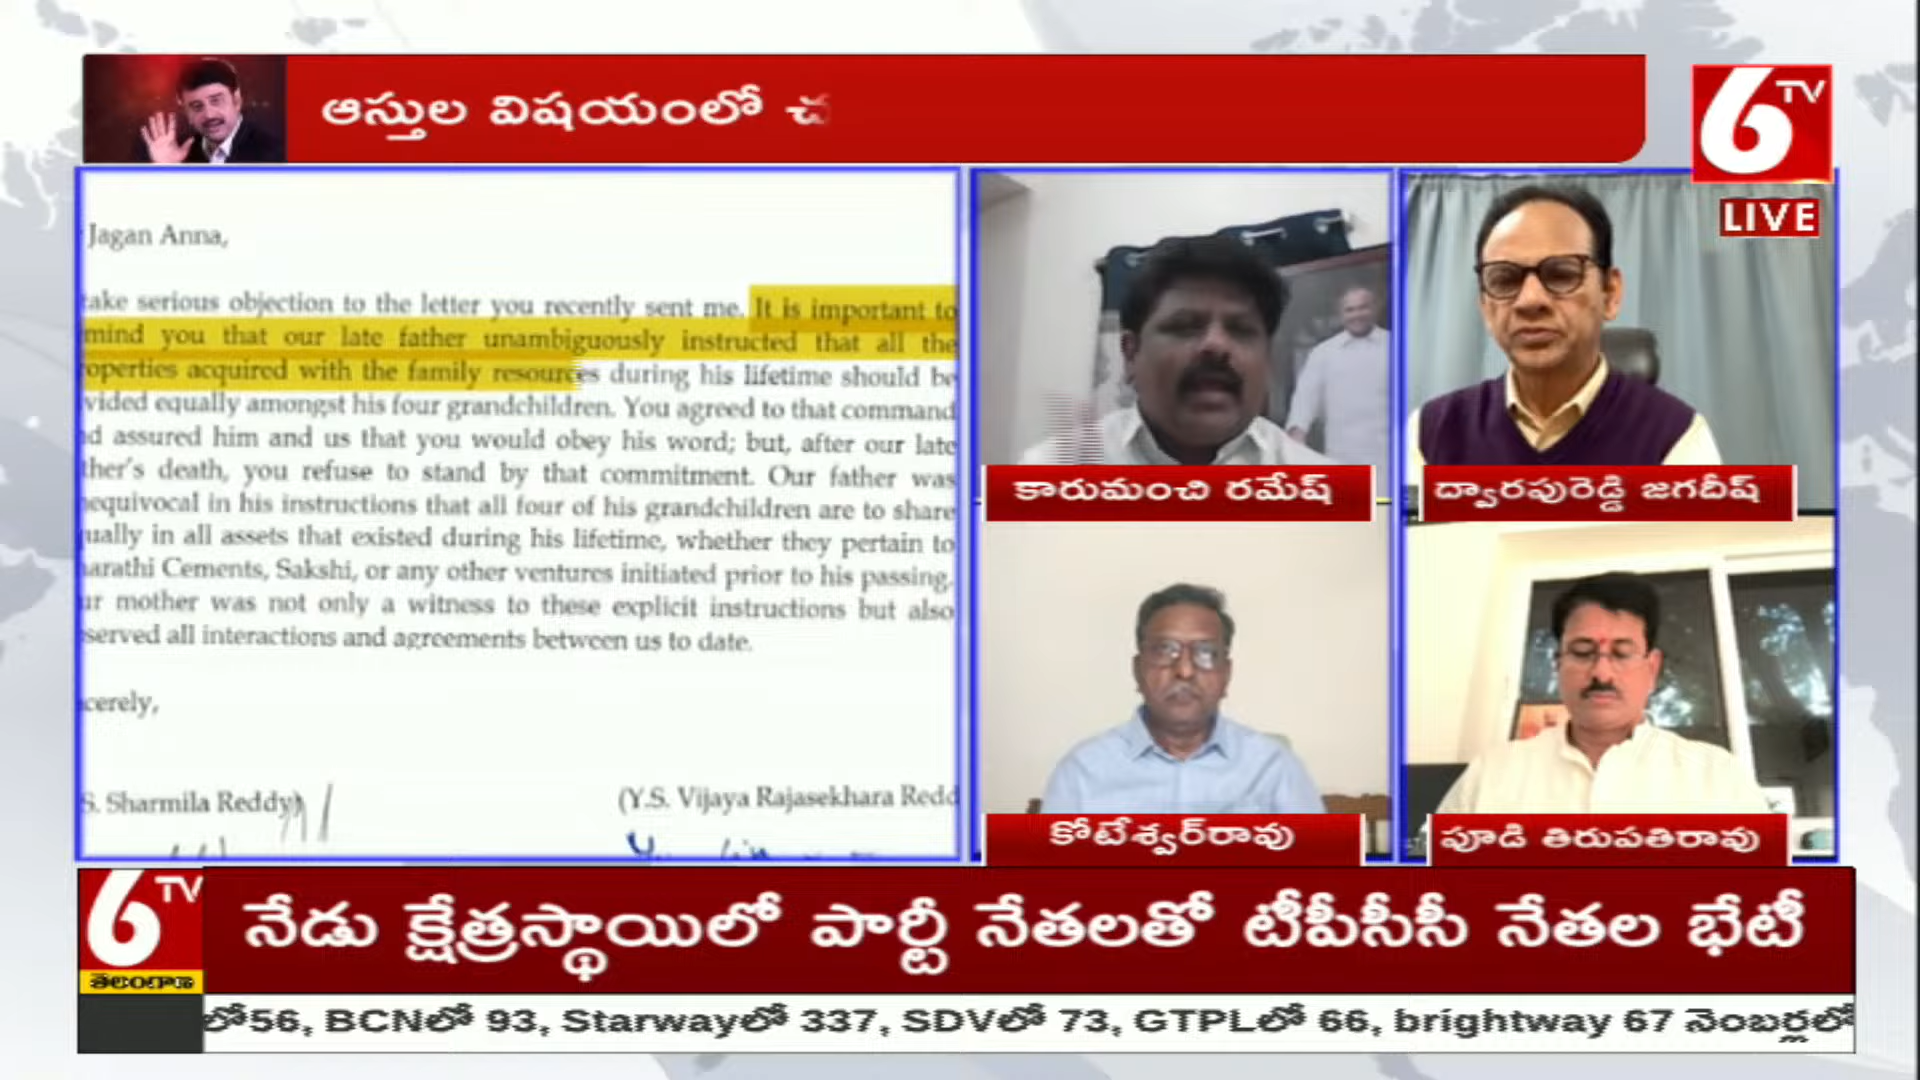 ఆస్తుల విషయంలో చ
6 TV
LIVE
Jagan Anna,
take serious objection to the letter you recently sent me. It is important to
mind you that our late father unambiguously instructed that all the
operties acquired with the family resources during his lifetime should be
vided equally amongst his four grandchildren. You agreed to that command
d assured him and us that you would obey his word; but, after our late
ther's death, you refuse to stand by that commitment. Our father was
equivocal in his instructions that all four of his grandchildren are to share
ually in all assets that existed during his lifetime, whether they pertain to
arathi Cements, Sakshi, or any other ventures initiated prior to his passing.
ur mother was not only a witness to these explicit instructions but also
served all interactions and agreements between us to date.
cerely,
S. Sharmila Reddy)
(Y.S. Vijaya Rajasekhara Redd
కారుమంచి రమేష్
ద్వారపురెడ్డి జగదీష్
కోటేశ్వర్‌రావు
పూడి తిరుపతిరావు
6 TV
తెలంగాణ
నేడు క్షేత్రస్థాయిలో పార్టీ నేతలతో టీపీసీసీ నేతల భేటీ
లో56, BCNలో 93, Starwayలో 337, SDVలో 73, GTPLలో 66, brightway 67 నెంబర్లలో